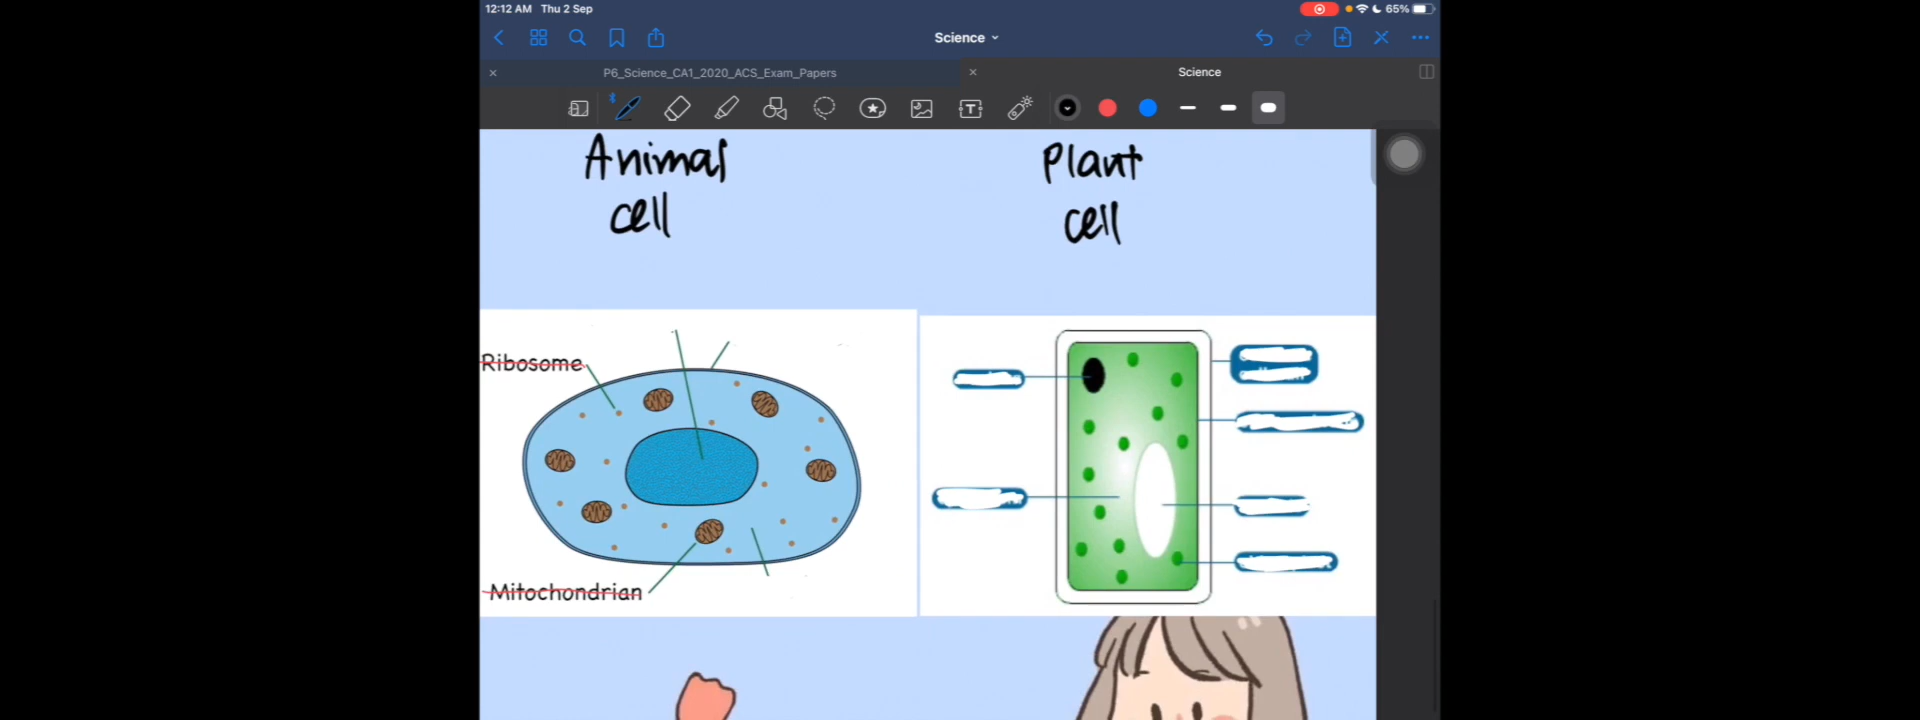 12:12 AM Thu 2 Sep
65%
Science
P6_Science_CA1_2020_ACS_Exam_Papers
Science
Animal
cell
Plant
cell
Ribosome
Mitochondrian